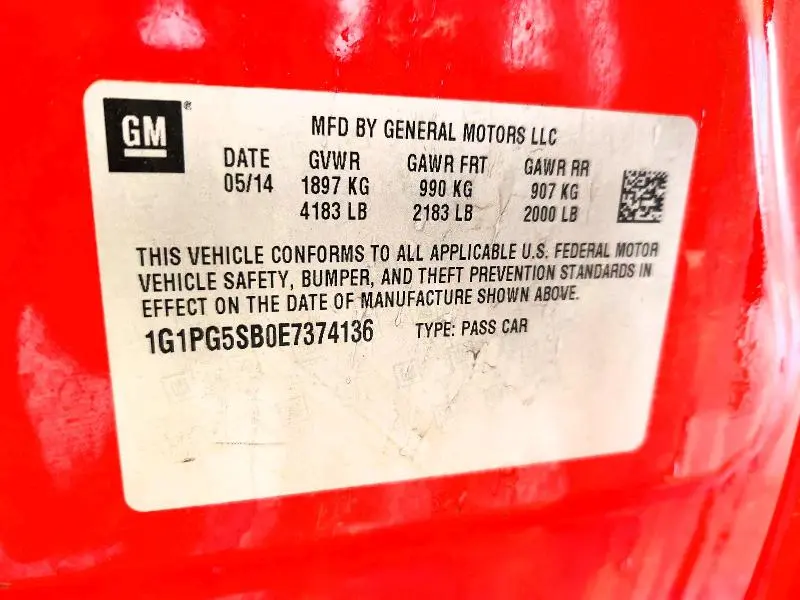 GM ®
MFD BY GENERAL MOTORS LLC
DATE GVWR GAWR FRT GAWR RR
05/14 1897 KG 990 KG 907 KG
4183 LB 2183 LB 2000 LB
THIS VEHICLE CONFORMS TO ALL APPLICABLE U.S. FEDERAL MOTOR
VEHICLE SAFETY, BUMPER, AND THEFT PREVENTION STANDARDS IN
EFFECT ON THE DATE OF MANUFACTURE SHOWN ABOVE.
1G1PG5SB0E7374136 TYPE: PASS CAR